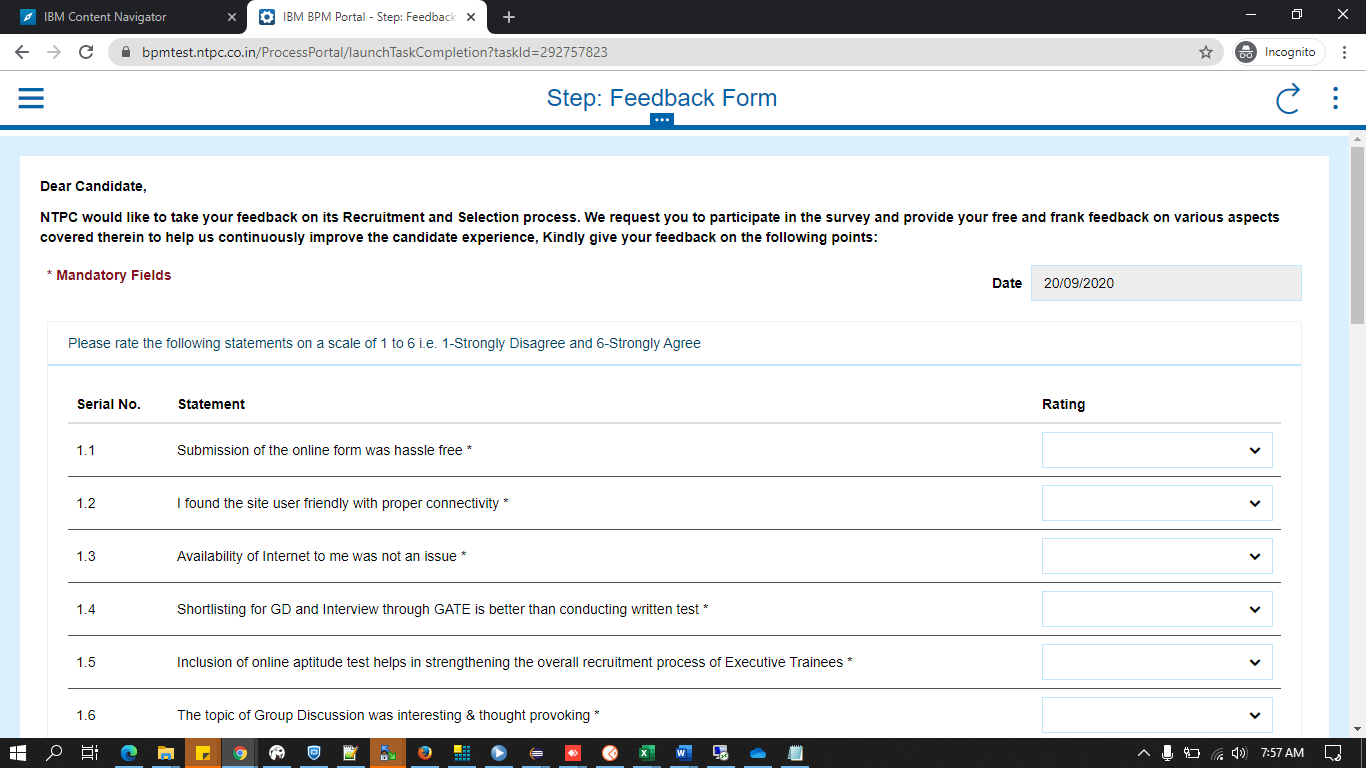 IBM Content Navigator
IBM BPM Portal - Step: Feedback
bpmtest.ntpc.co.in/ProcessPortal/launchTaskCompletion?taskId=292757823
Incognito
Step: Feedback Form
Dear Candidate,
NTPC would like to take your feedback on its Recruitment and Selection process. We request you to participate in the survey and provide your free and frank feedback on various aspects
covered therein to help us continuously improve the candidate experience, Kindly give your feedback on the following points:
* Mandatory Fields
Date 20/09/2020
Please rate the following statements on a scale of 1 to 6 i.e. 1-Strongly Disagree and 6-Strongly Agree
Serial No. Statement Rating
1.1 Submission of the online form was hassle free *
1.2 I found the site user friendly with proper connectivity *
1.3 Availability of Internet to me was not an issue *
1.4 Shortlisting for GD and Interview through GATE is better than conducting written test *
1.5 Inclusion of online aptitude test helps in strengthening the overall recruitment process of Executive Trainees *
1.6 The topic of Group Discussion was interesting & thought provoking *
7:57 AM